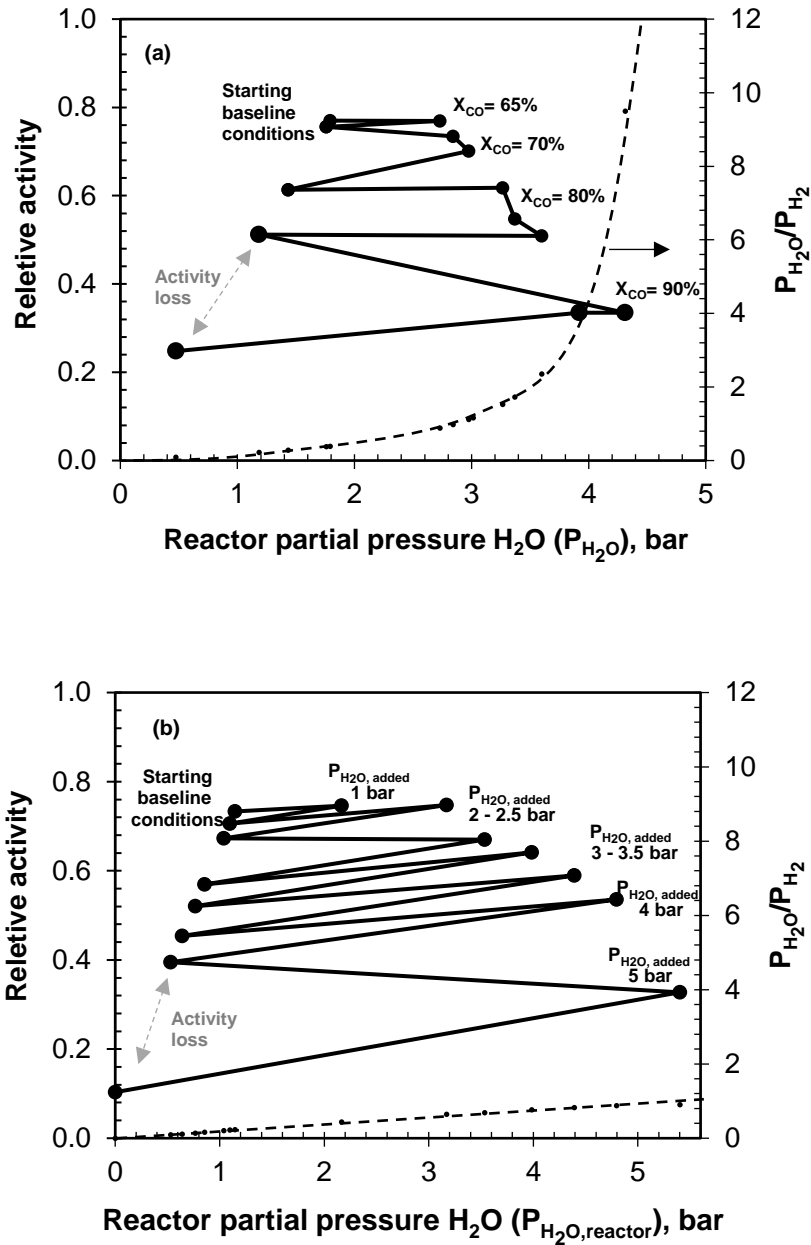 (a)
Starting
baseline
conditions
X_CO= 65%
X_CO= 70%
X_CO= 80%
X_CO= 90%
Activity
loss
Reletive activity
0.0
0.2
0.4
0.6
0.8
1.0
0 1 2 3 4 5
0
2
4
6
8
10
12
P_H2O/P_H2
Reactor partial pressure H2O (P_H2O), bar
(b)
Starting
baseline
conditions
P_H2O, added
1 bar
P_H2O, added
2 - 2.5 bar
P_H2O, added
3 - 3.5 bar
P_H2O, added
4 bar
P_H2O, added
5 bar
Activity
loss
Reletive activity
0.0
0.2
0.4
0.6
0.8
1.0
0 1 2 3 4 5
0
2
4
6
8
10
12
P_H2O/P_H2
Reactor partial pressure H2O (P_H2O,reactor), bar